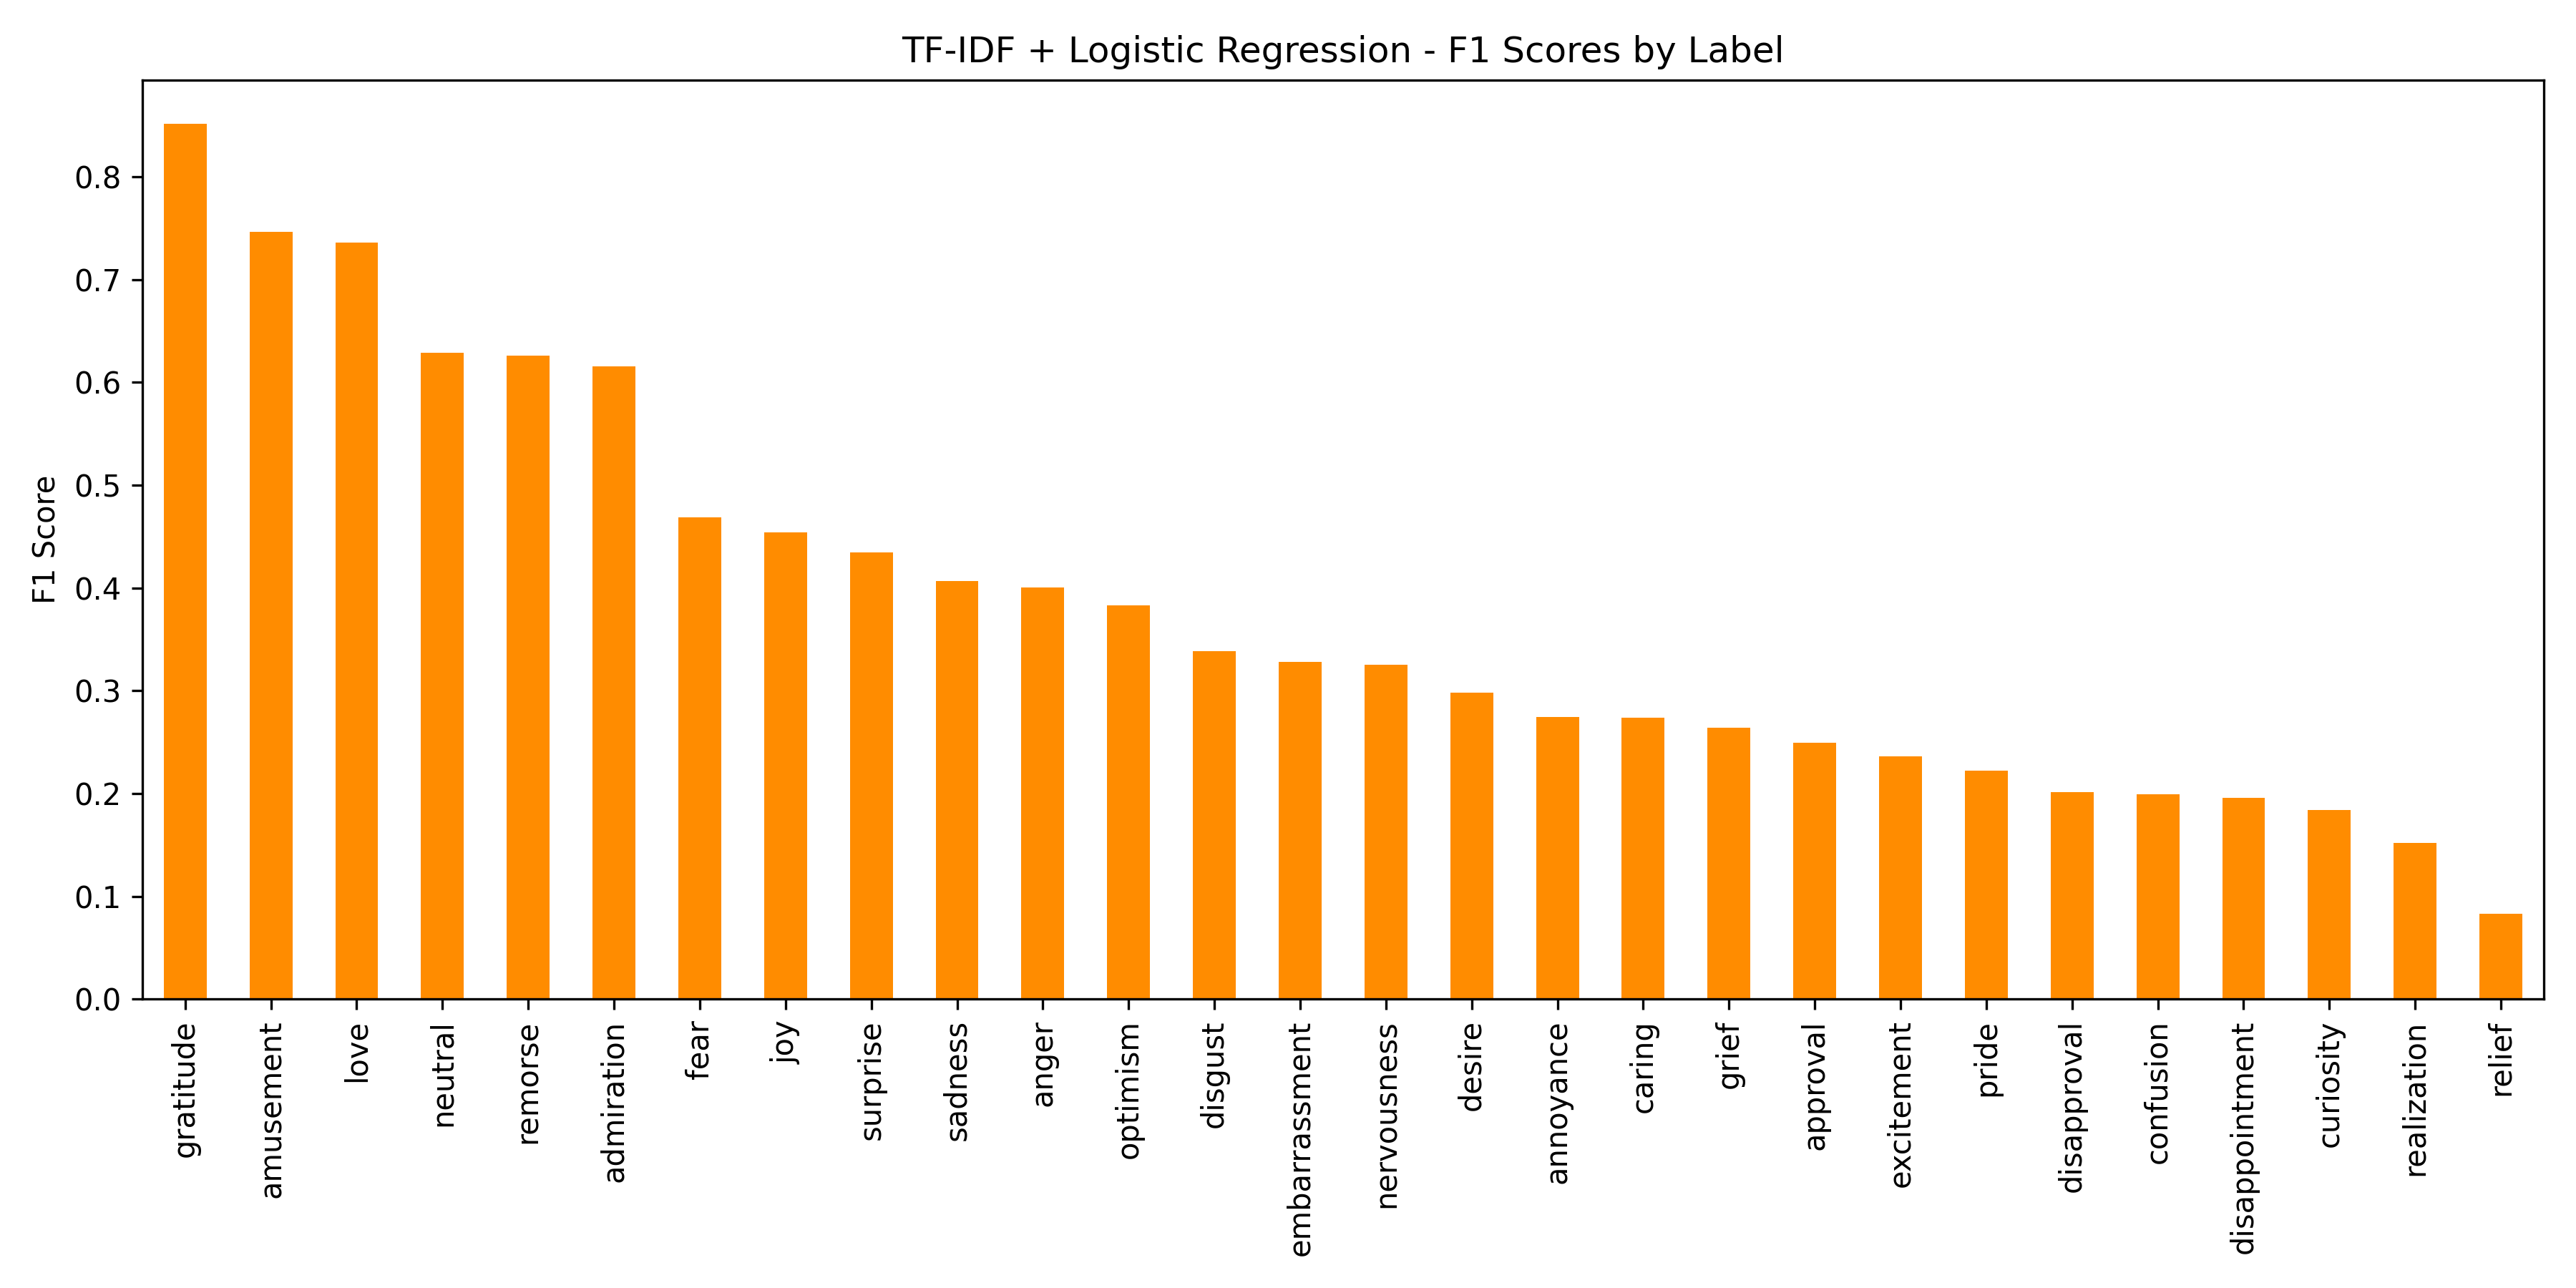 TF-IDF + Logistic Regression - F1 Scores by Label
F1 Score
0.8
0.7
0.6
0.5
0.4
0.3
0.2
0.1
0.0
gratitude
amusement
love
neutral
remorse
admiration
fear
joy
surprise
sadness
anger
optimism
disgust
embarrassment
nervousness
desire
annoyance
caring
grief
approval
excitement
pride
disapproval
confusion
disappointment
curiosity
realization
relief